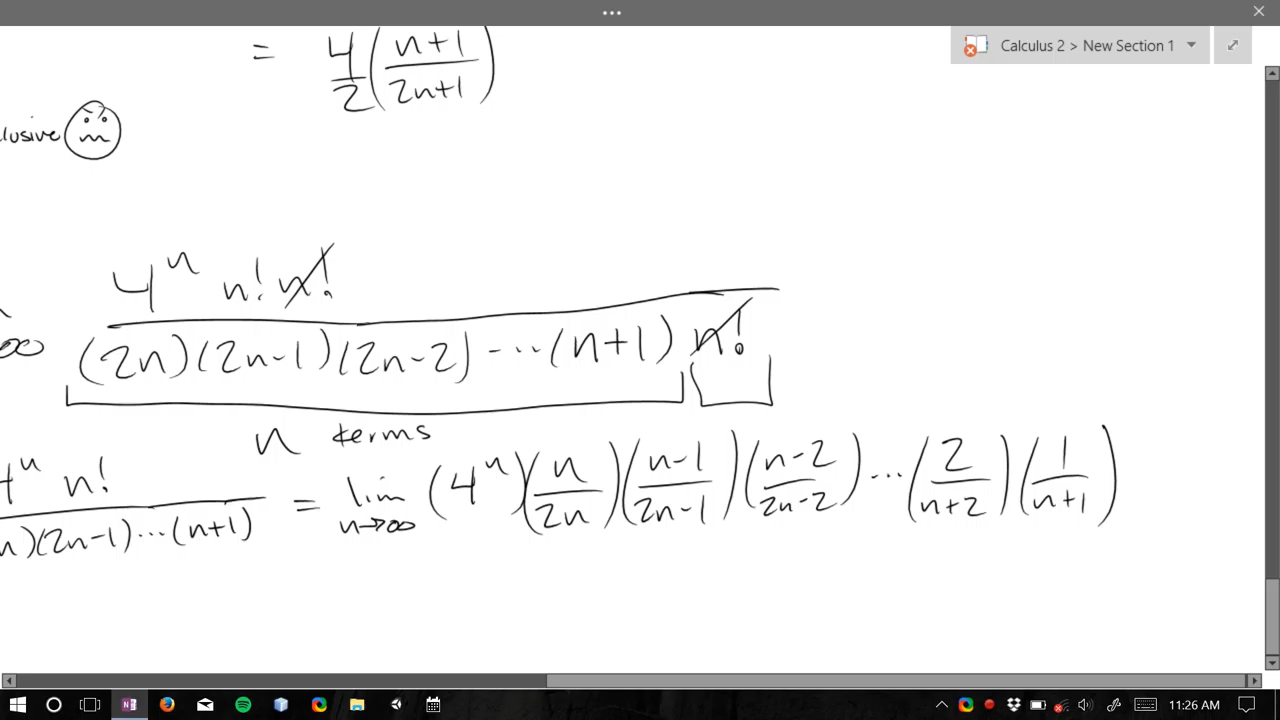 Calculus 2 > New Section 1
= 4/2 ( (n+1)/(2n+1) )
lusive
4^n n! n!
∞ (2n)(2n-1)(2n-2) --... (n+1) n!
n terms
4^n n! / n)(2n-1)...(n+1) = lim n→∞ (4^n)(n/2n)((n-1)/(2n-1))((n-2)/(2n-2)) ... (2/(n+2))(1/(n+1))
11:26 AM